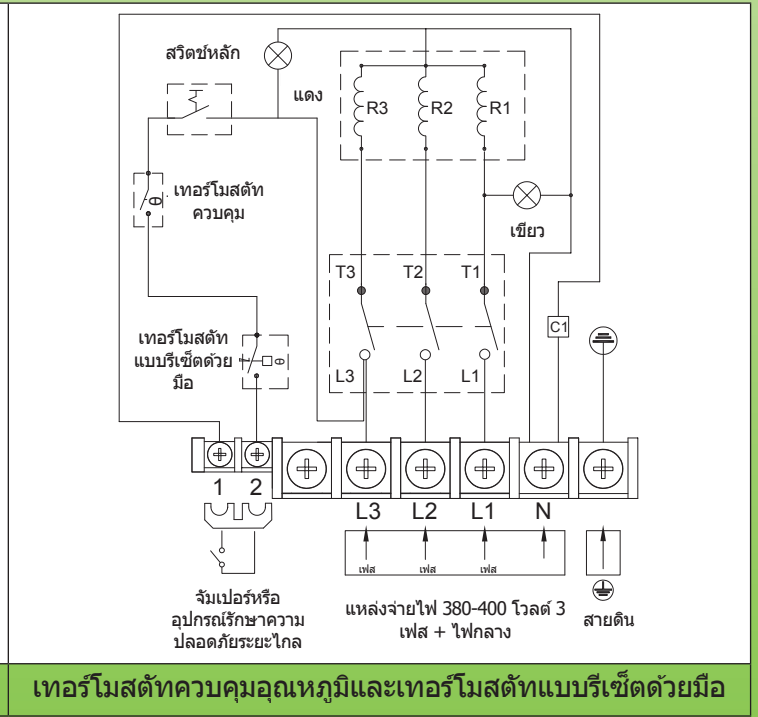 สวิตช์หลัก
แดง
R3
R2
R1
เทอร์โมสตัท
ควบคุม
θ
เขียว
T3
T2
T1
C1
เทอร์โมสตัท
แบบรีเซ็ตด้วย
มือ
θ
L3
L2
L1
1
2
L3
L2
L1
N
เฟส
เฟส
เฟส
จัมเปอร์หรือ
อุปกรณ์รักษาความ
ปลอดภัยระยะไกล
แหล่งจ่ายไฟ 380-400 โวลต์ 3
เฟส + ไฟกลาง
สายดิน
เทอร์โมสตัทควบคุมอุณหภูมิและเทอร์โมสตัทแบบรีเซ็ตด้วยมือ